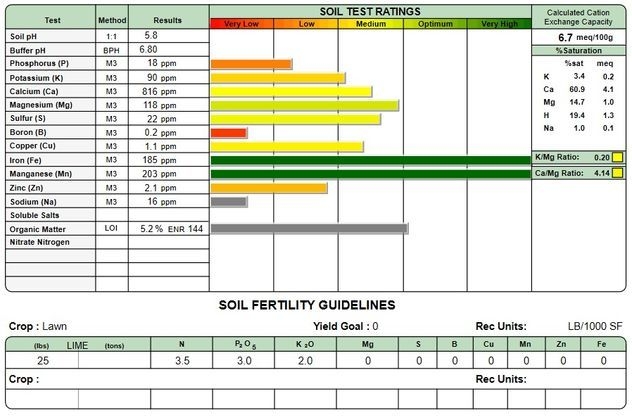 SOIL TEST RATINGS
Calculated Cation Exchange Capacity
Test Method Results Very Low Low Medium Optimum Very High
6.7 meq/100g
Soil pH 1:1 5.8
Buffer pH BPH 6.80
%Saturation
Phosphorus (P) M3 18 ppm
%sat meq
Potassium (K) M3 90 ppm
K 3.4 0.2
Calcium (Ca) M3 816 ppm
Ca 60.9 4.1
Magnesium (Mg) M3 118 ppm
Mg 14.7 1.0
Sulfur (S) M3 22 ppm
H 19.4 1.3
Boron (B) M3 0.2 ppm
Na 1.0 0.1
Copper (Cu) M3 1.1 ppm
Iron (Fe) M3 185 ppm
K/Mg Ratio: 0.20
Manganese (Mn) M3 203 ppm
Ca/Mg Ratio: 4.14
Zinc (Zn) M3 2.1 ppm
Sodium (Na) M3 16 ppm
Soluble Salts
Organic Matter LOI 5.2 % ENR 144
Nitrate Nitrogen
SOIL FERTILITY GUIDELINES
Crop : Lawn Yield Goal : 0 Rec Units: LB/1000 SF
(lbs) LIME (tons) N P₂O₅ K₂O Mg S B Cu Mn Zn Fe
25 3.5 3.0 2.0 0 0 0 0 0 0 0
Crop : Rec Units: